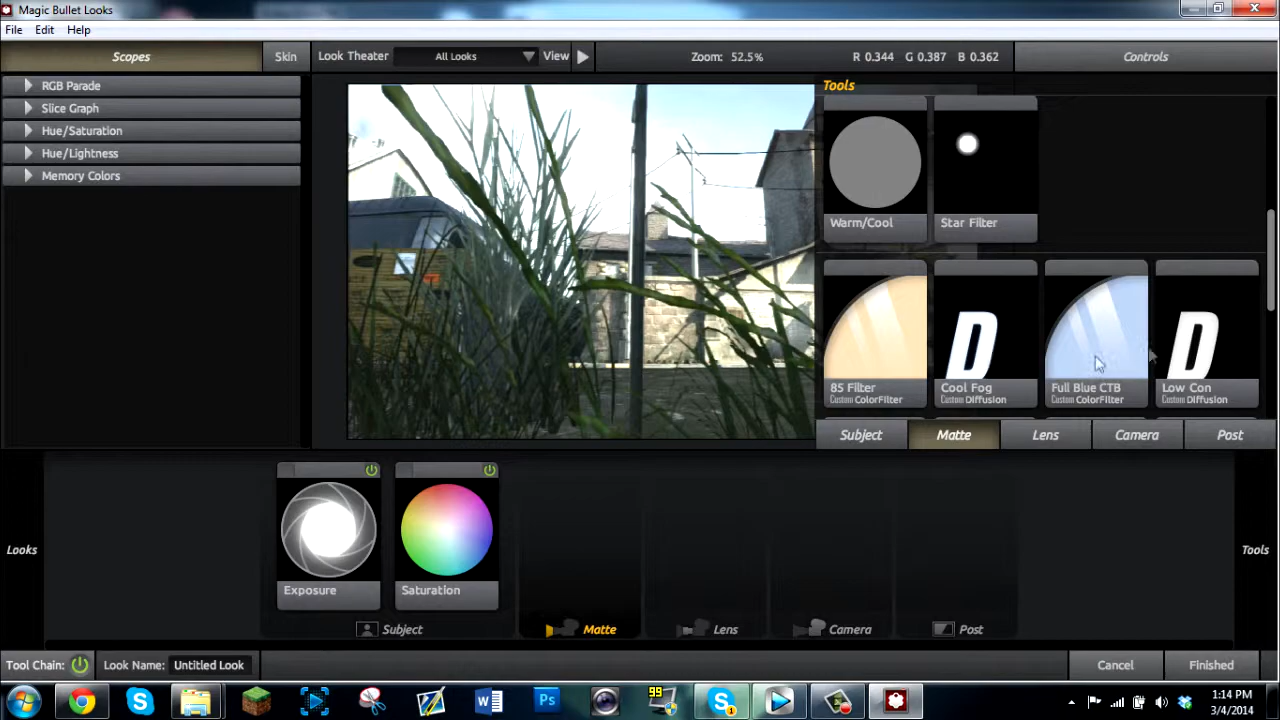 Magic Bullet Looks
File Edit Help
Scopes Skin Look Theater All Looks View Zoom: 52.5% R 0.344 G 0.387 B 0.362 Controls
RGB Parade
Slice Graph
Hue/Saturation
Hue/Lightness
Memory Colors
Tools
Warm/Cool Star Filter
D D
85 Filter Cool Fog Full Blue CTB Low Con
Custom ColorFilter Custom Diffusion Custom ColorFilter Custom Diffusion
Subject Matte Lens Camera Post
Looks Tools
Exposure Saturation
Subject Matte Lens Camera Post
Tool Chain: Look Name: Untitled Look Cancel Finished
W Ps 99 S 1
1:14 PM
3/4/2014